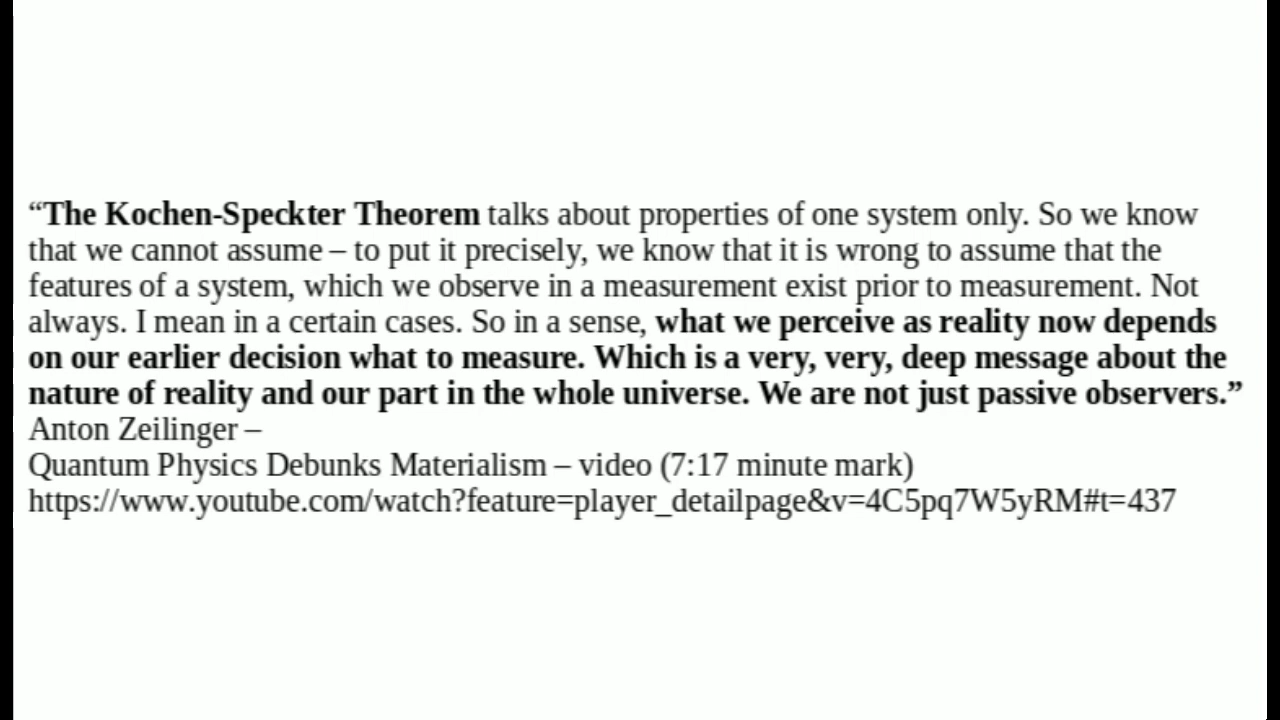 “The Kochen-Speckter Theorem talks about properties of one system only. So we know
that we cannot assume – to put it precisely, we know that it is wrong to assume that the
features of a system, which we observe in a measurement exist prior to measurement. Not
always. I mean in a certain cases. So in a sense, what we perceive as reality now depends
on our earlier decision what to measure. Which is a very, very, deep message about the
nature of reality and our part in the whole universe. We are not just passive observers.”
Anton Zeilinger –
Quantum Physics Debunks Materialism – video (7:17 minute mark)
https://www.youtube.com/watch?feature=player_detailpage&v=4C5pq7W5yRM#t=437